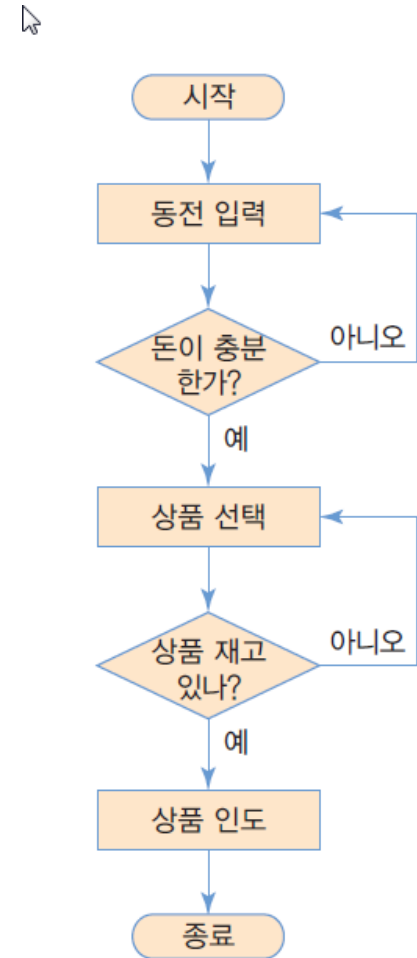 시작
동전 입력
돈이 충분
한가?
아니오
예
상품 선택
상품 재고
있나?
아니오
예
상품 인도
종료